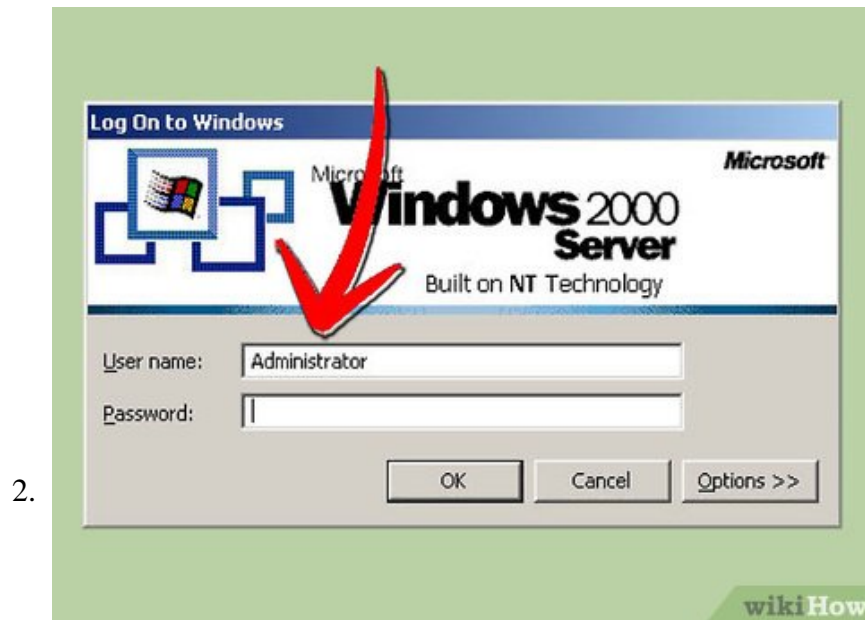 Log On to Windows
Microsoft
Microsoft
Windows 2000
Server
Built on NT Technology
User name: Administrator
Password:
OK Cancel Options >>
2.
wikiHow